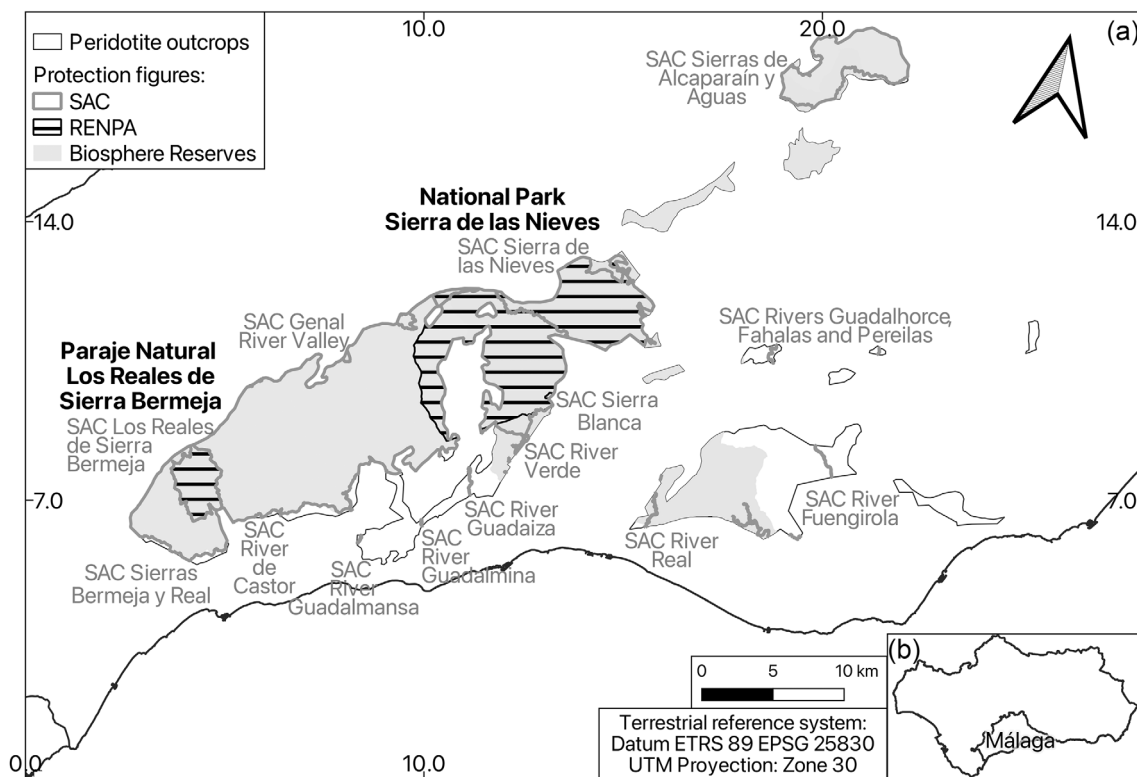 10.0
20.0
(a)
Peridotite outcrops
Protection figures:
SAC
RENPA
Biosphere Reserves
SAC Sierras de
Alcaparaín y
Aguas
14.0
14.0
National Park
Sierra de las Nieves
SAC Sierra de
las Nieves
SAC Genal
River Valley
SAC Rivers Guadalhorce,
Fahalas and Pereilas
Paraje Natural
Los Reales de
Sierra Bermeja
SAC Los Reales
de Sierra
Bermeja
SAC Sierra
Blanca
SAC River
Verde
7.0
7.0
SAC River
Guadaiza
SAC River
Fuengirola
SAC
River
de
Castor
SAC
River
Guadalmina
SAC River
Real
SAC Sierras
Bermeja y Real
SAC
River
Guadalmansa
0 5 10 km
Terrestrial reference system:
Datum ETRS 89 EPSG 25830
UTM Proyection: Zone 30
(b)
Málaga
0.0
10.0